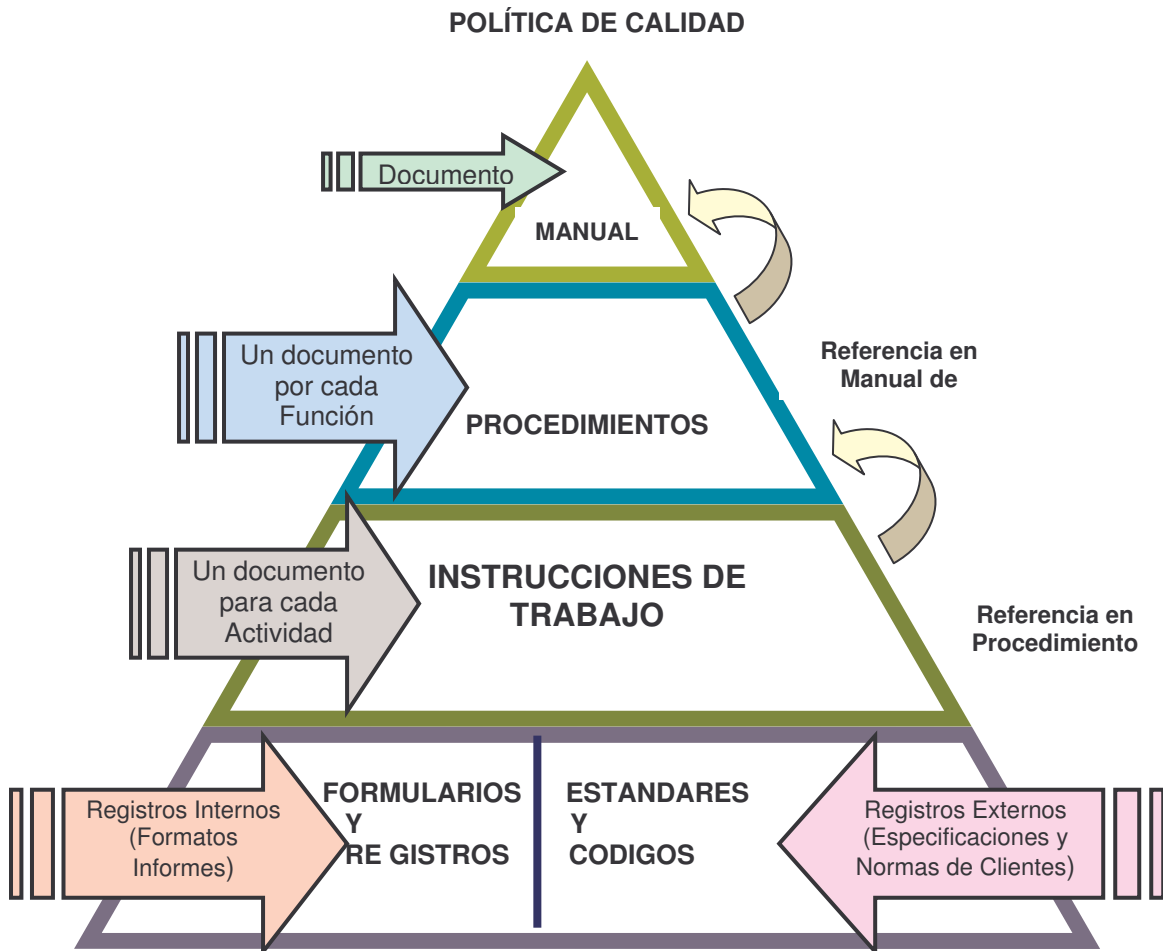 POLÍTICA DE CALIDAD
Documento
MANUAL
Un documento
por cada
Función
Referencia en
Manual de
PROCEDIMIENTOS
Un documento
para cada
Actividad
INSTRUCCIONES DE
TRABAJO
Referencia en
Procedimiento
Registros Internos
(Formatos
Informes)
FORMULARIOS
Y
RE GISTROS
ESTANDARES
Y
CODIGOS
Registros Externos
(Especificaciones y
Normas de Clientes)